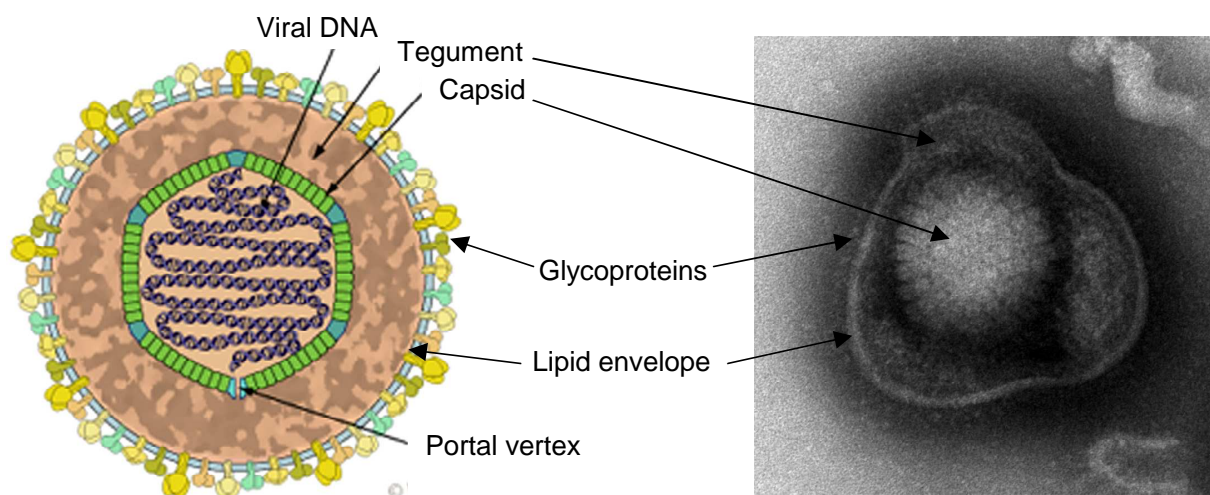 Viral DNA
Tegument
Capsid
Glycoproteins
Lipid envelope
Portal vertex
©